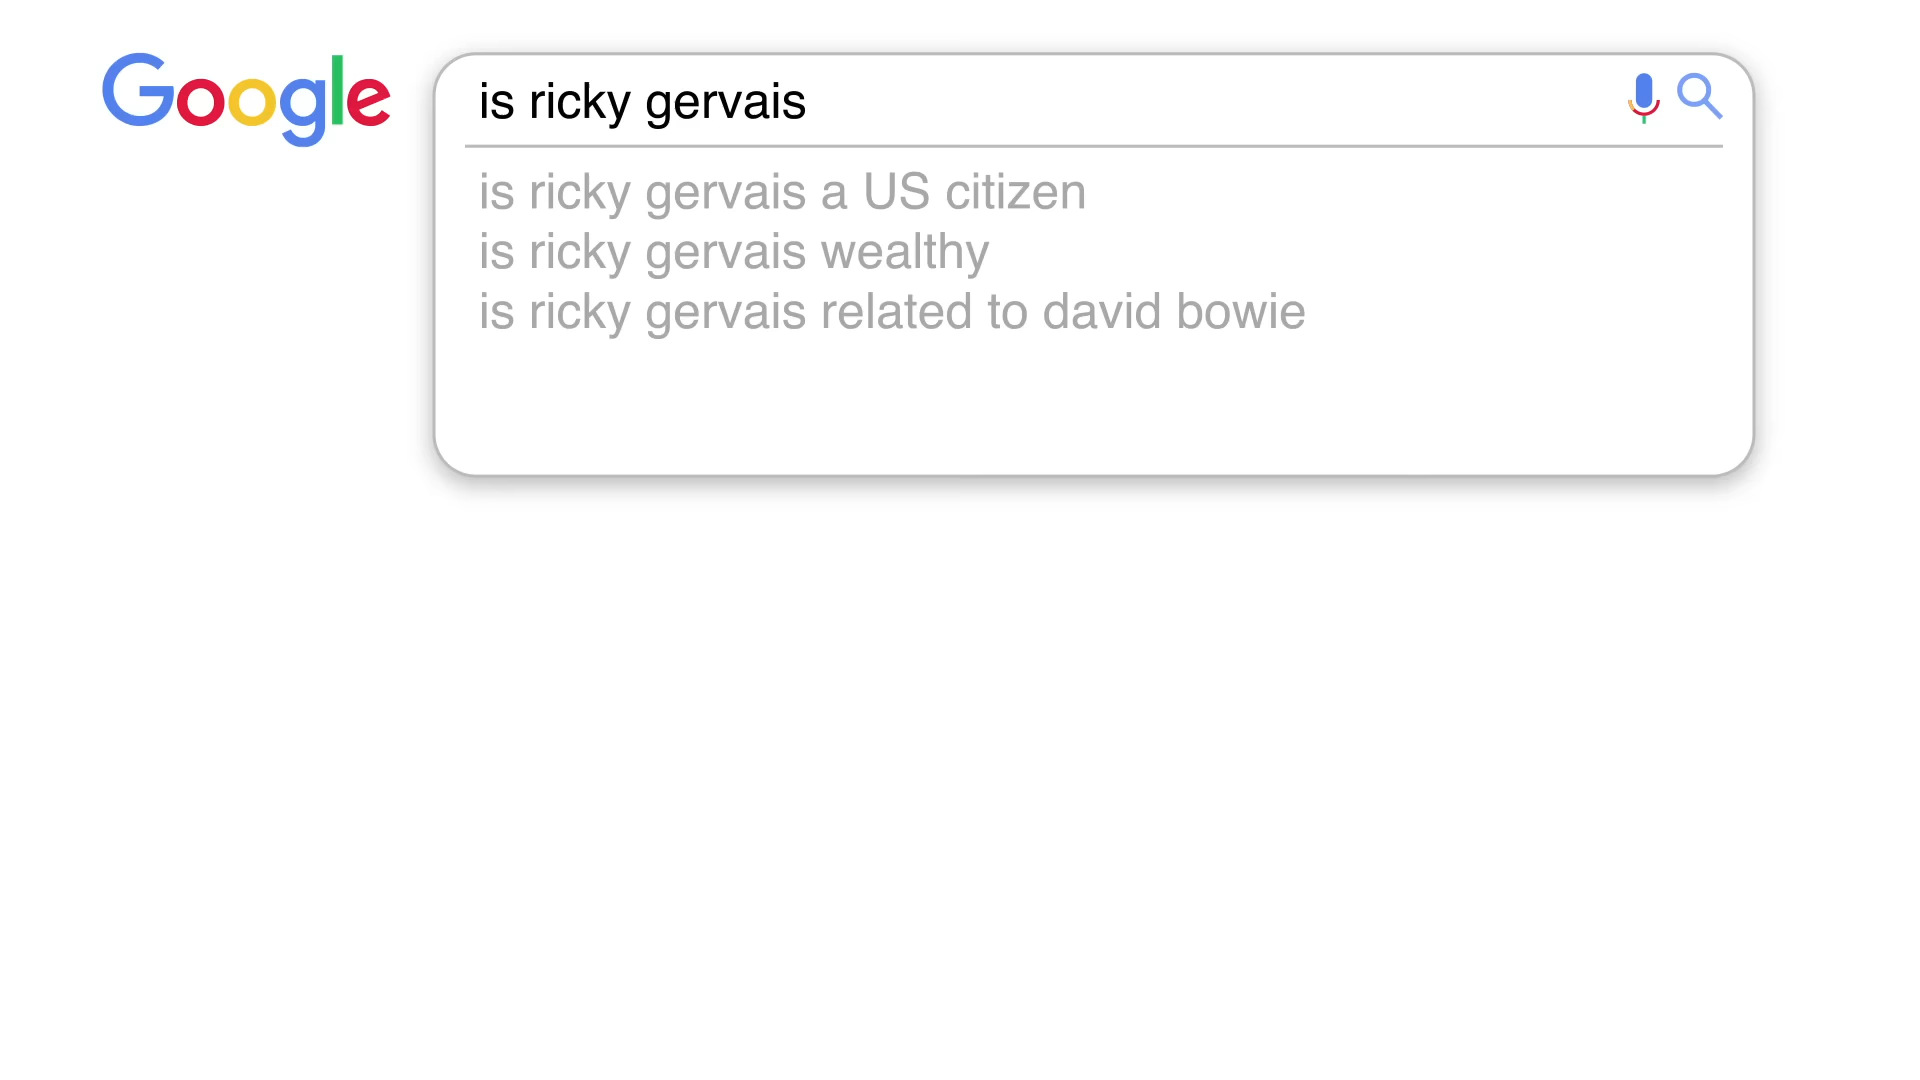 Google
is ricky gervais
is ricky gervais a US citizen
is ricky gervais wealthy
is ricky gervais related to david bowie